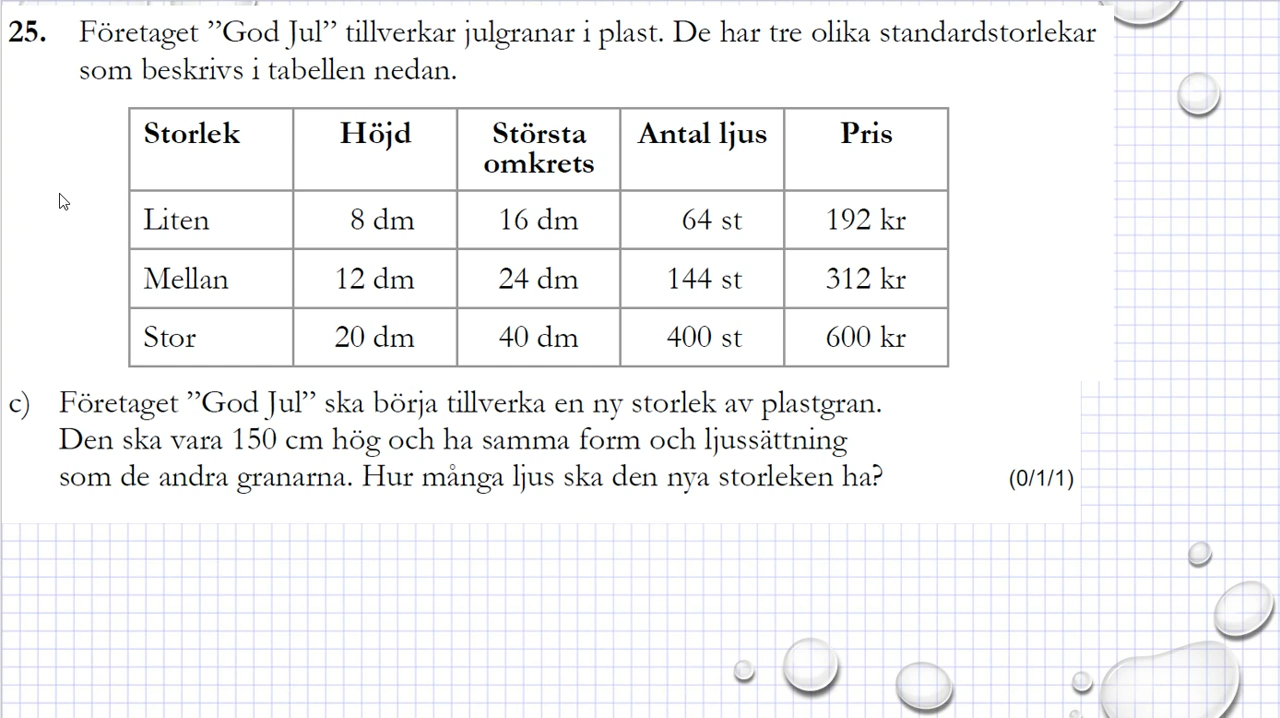 25. Företaget ”God Jul” tillverkar julgranar i plast. De har tre olika standardstorlekar
som beskrivs i tabellen nedan.
Storlek Höjd Största omkrets Antal ljus Pris
Liten 8 dm 16 dm 64 st 192 kr
Mellan 12 dm 24 dm 144 st 312 kr
Stor 20 dm 40 dm 400 st 600 kr
c) Företaget ”God Jul” ska börja tillverka en ny storlek av plastgran.
Den ska vara 150 cm hög och ha samma form och ljussättning
som de andra granarna. Hur många ljus ska den nya storleken ha? (0/1/1)